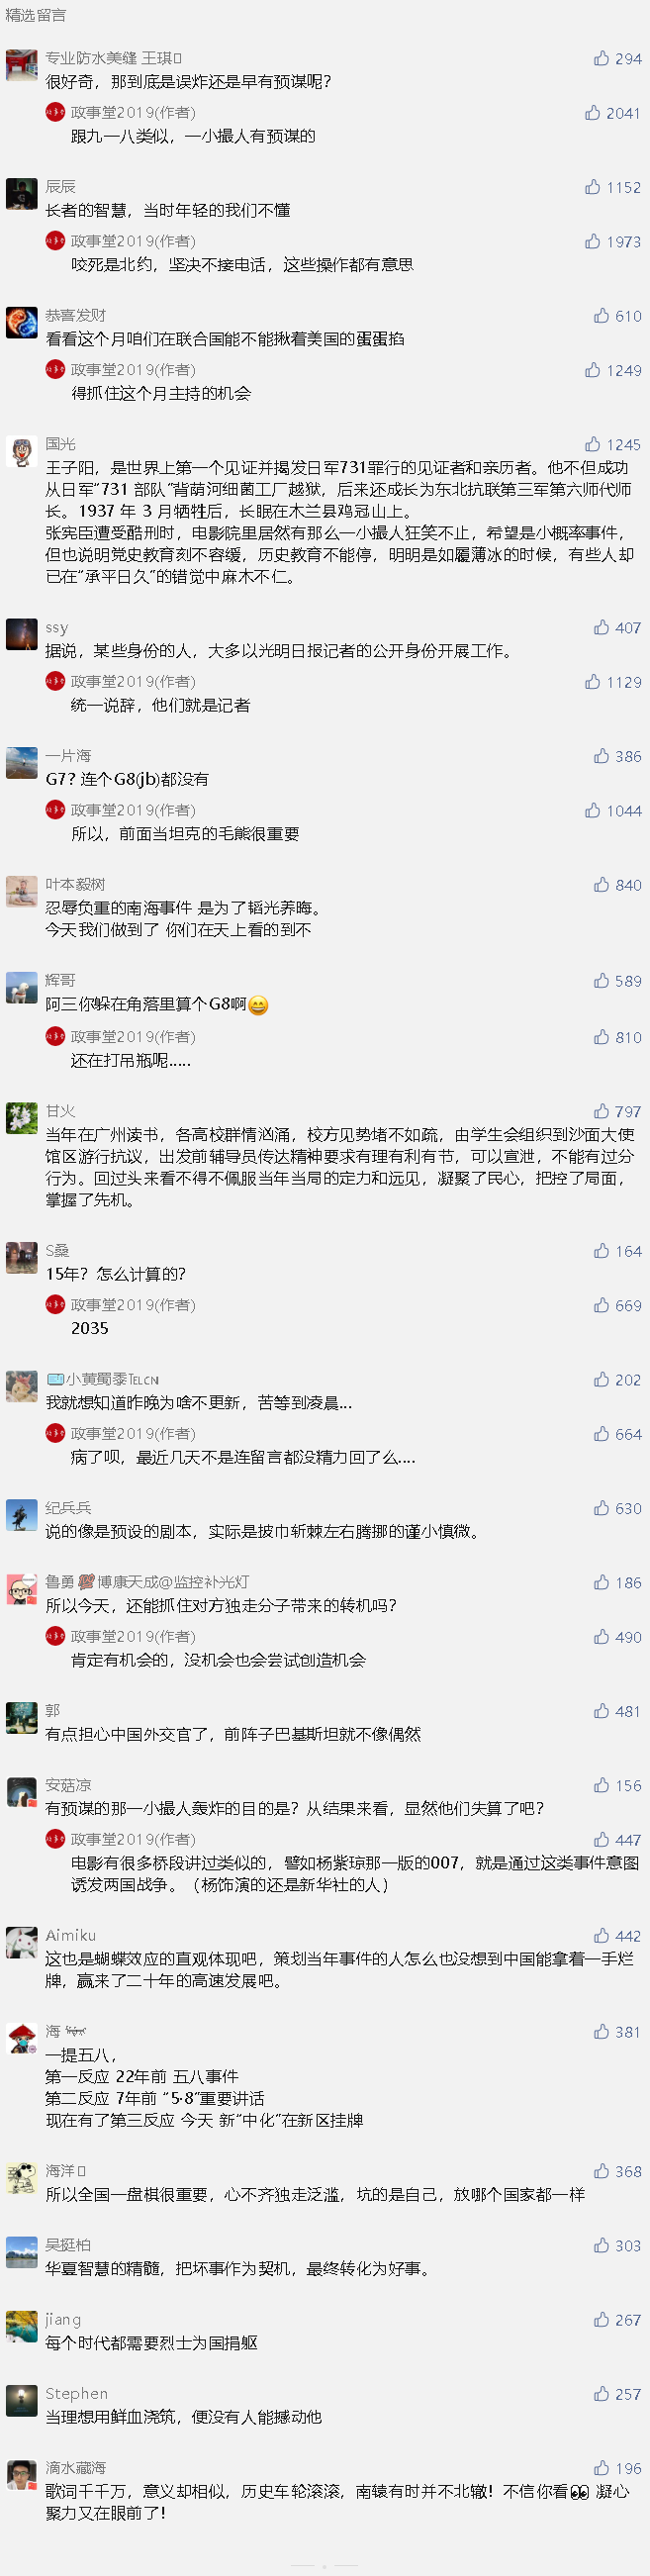 精选留言
专业防水美缝 王琪
294
很好奇，那到底是误炸还是早有预谋呢？
政事堂2019(作者)
2041
跟九一八类似，一小撮人有预谋的
辰辰
1152
长者的智慧，当时年轻的我们不懂
政事堂2019(作者)
1973
咬死是北约，坚决不接电话，这些操作都有意思
恭喜发财
610
看看这个月咱们在联合国能不能揪着美国的蛋蛋掐
政事堂2019(作者)
1249
得抓住这个月主持的机会
国光
1245
王子阳，是世界上第一个见证并揭发日军731罪行的见证者和亲历者。他不但成功
从日军“731 部队”背荫河细菌工厂越狱，后来还成长为东北抗联第三军第六师代师
长。1937 年 3 月牺牲后，长眠在木兰县鸡冠山上。
张宪臣遭受酷刑时，电影院里居然有那么一小撮人狂笑不止，希望是小概率事件，
但也说明党史教育刻不容缓，历史教育不能停，明明是如履薄冰的时候，有些人却
已在“承平日久”的错觉中麻木不仁。
ssy
407
据说，某些身份的人，大多以光明日报记者的公开身份开展工作。
政事堂2019(作者)
1129
统一说辞，他们就是记者
一片海
386
G7？连个G8(jb)都没有
政事堂2019(作者)
1044
所以，前面当坦克的毛熊很重要
叶本毅树
840
忍辱负重的南海事件 是为了韬光养晦。
今天我们做到了 你们在天上看的到不
辉哥
589
阿三你躲在角落里算个G8啊😄
政事堂2019(作者)
810
还在打吊瓶呢.....
甘火
797
当年在广州读书，各高校群情汹涌，校方见势堵不如疏，由学生会组织到沙面大使
馆区游行抗议，出发前辅导员传达精神要求有理有利有节，可以宣泄，不能有过分
行为。回过头来看不得不佩服当年当局的定力和远见，凝聚了民心，把控了局面，
掌握了先机。
S桑
164
15年？怎么计算的？
政事堂2019(作者)
669
2035
小黄蜀黍℡㏄
202
我就想知道昨晚为啥不更新，苦等到凌晨...
政事堂2019(作者)
664
病了呗，最近几天不是连留言都没精力回了么....
纪兵兵
630
说的像是预设的剧本，实际是披巾斩棘左右腾挪的谨小慎微。
鲁勇💯博康天成@监控补光灯
186
所以今天，还能抓住对方独走分子带来的转机吗？
政事堂2019(作者)
490
肯定有机会的，没机会也会尝试创造机会
郭
481
有点担心中国外交官了，前阵子巴基斯坦就不像偶然
安菇凉
156
有预谋的那一小撮人轰炸的目的是？从结果来看，显然他们失算了吧？
政事堂2019(作者)
447
电影有很多桥段讲过类似的，譬如杨紫琼那一版的007，就是通过这类事件意图
诱发两国战争。（杨饰演的还是新华社的人）
Aimiku
442
这也是蝴蝶效应的直观体现吧，策划当年事件的人怎么也没想到中国能拿着一手烂
牌，赢来了二十年的高速发展吧。
海
381
一提五八，
第一反应 22年前 五八事件
第二反应 7年前 “5·8”重要讲话
现在有了第三反应 今天 新“中化”在新区挂牌
海洋
368
所以全国一盘棋很重要，心不齐独走泛滥，坑的是自己，放哪个国家都一样
吴挺柏
303
华夏智慧的精髓，把坏事作为契机，最终转化为好事。
jiang
267
每个时代都需要烈士为国捐躯
Stephen
257
当理想用鲜血浇筑，便没有人能撼动他
滴水藏海
196
歌词千千万，意义却相似，历史车轮滚滚，南辕有时并不北辙！不信你看👀 凝心
聚力又在眼前了！